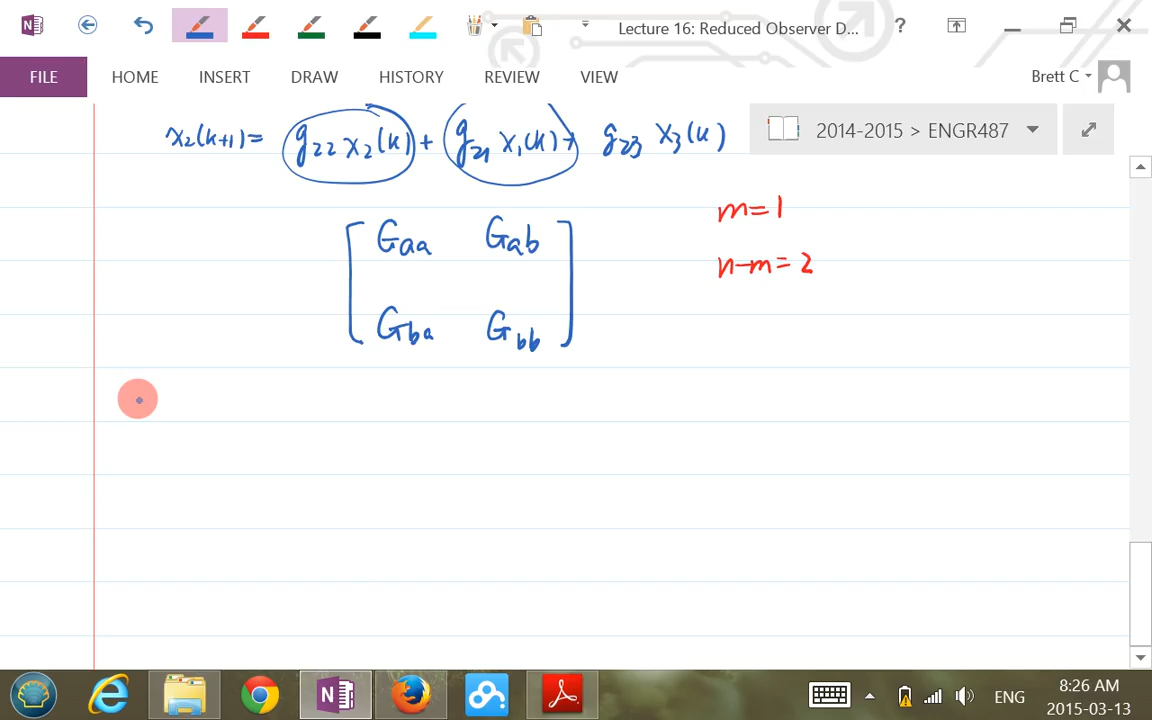 Lecture 16: Reduced Observer D...
?
FILE
HOME
INSERT
DRAW
HISTORY
REVIEW
VIEW
Brett C
2014-2015 > ENGR487
x₂(k+1) = g₂₂ x₂(k) + g₂₁ x₁(k) + g₂₃ x₃(k)
m=1
Gaa Gab
n-m=2
Gba Gbb
ENG
8:26 AM
2015-03-13